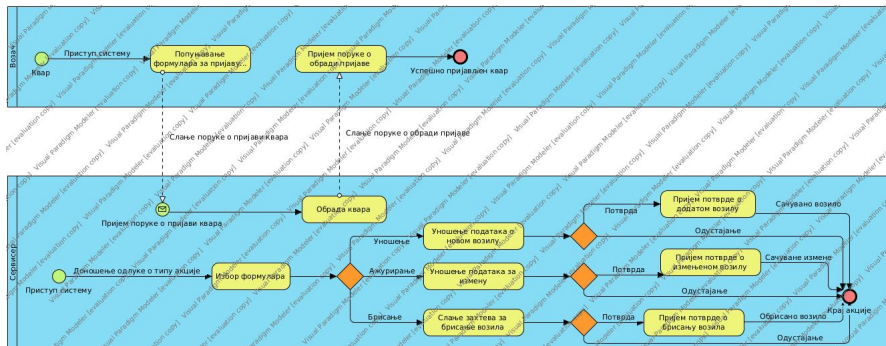 Возач
Квар
Приступ систему
Попуњавање
формулара за пријаву...
Пријем поруке о
обради пријаве
Успешно пријављен квар
Слање поруке о пријави квара
Слање поруке о обради пријаве
Сервисер
Пријем поруке о пријави квара
Обрада квара
Приступ систему
Доношење одлуке о типу акције
Избор формулара
Уношење
Уношење података о
новом возилу
Потврда
Пријем потврде о
додатом возилу
Сачувано возило
Одустајање
Ажурирање
Уношење података за
измену
Потврда
Пријем потврде о
измењеном возилу
Сачуване измене
Одустајање
Брисање
Слање захтева за
брисање возила
Потврда
Пријем потврде о
брисању возила
Обрисано возило
Одустајање
Крај акције
Visual Paradigm Modeler [evaluation copy]